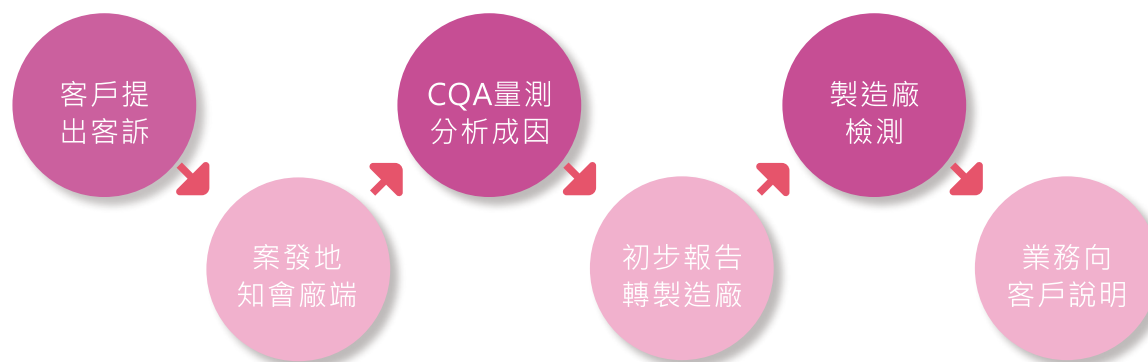 客戶提
出客訴
案發地
知會廠端
CQA量測
分析成因
初步報告
轉製造廠
製造廠
檢測
業務向
客戶說明